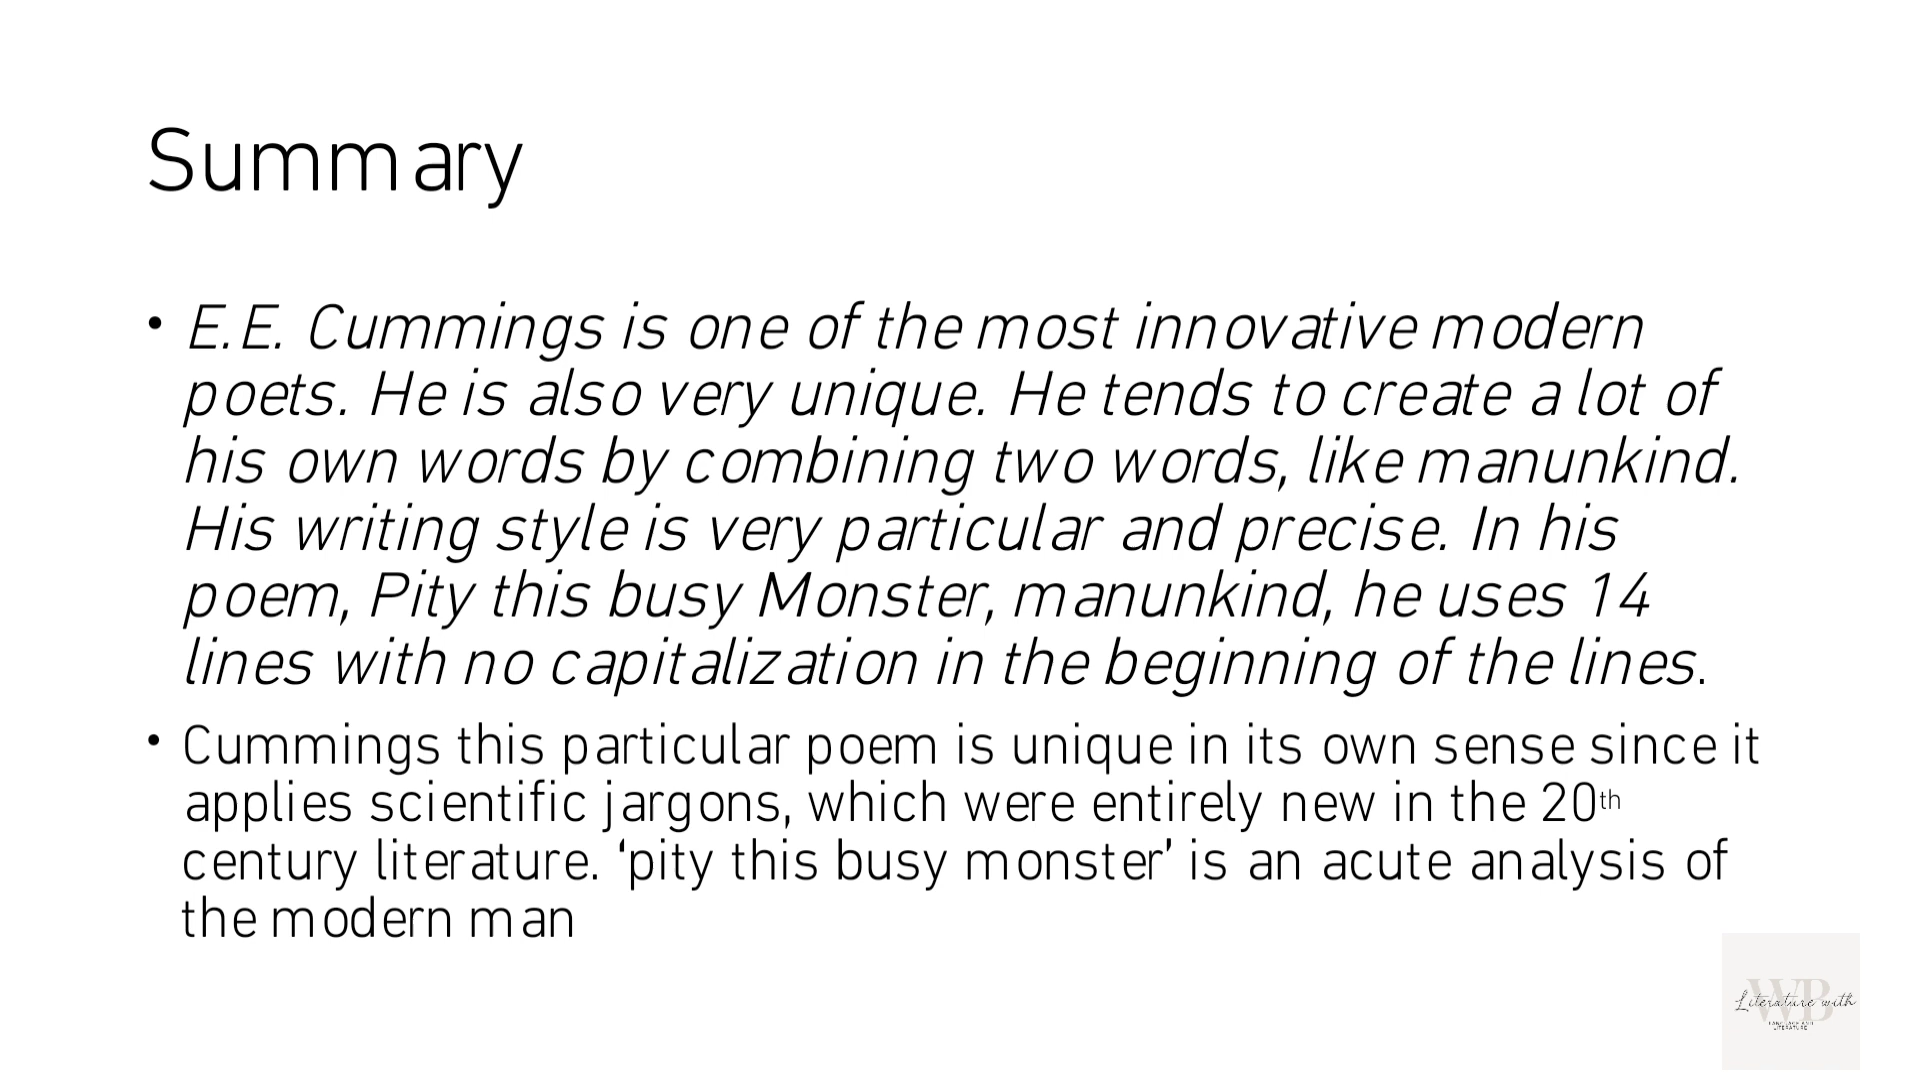 Summary
• E.E. Cummings is one of the most innovative modern
poets. He is also very unique. He tends to create a lot of
his own words by combining two words, like manunkind.
His writing style is very particular and precise. In his
poem, Pity this busy Monster, manunkind, he uses 14
lines with no capitalization in the beginning of the lines.
• Cummings this particular poem is unique in its own sense since it
applies scientific jargons, which were entirely new in the 20th
century literature. ‘pity this busy monster’ is an acute analysis of
the modern man
WB
Literature with
LANGUAGE AND
LITERATURE